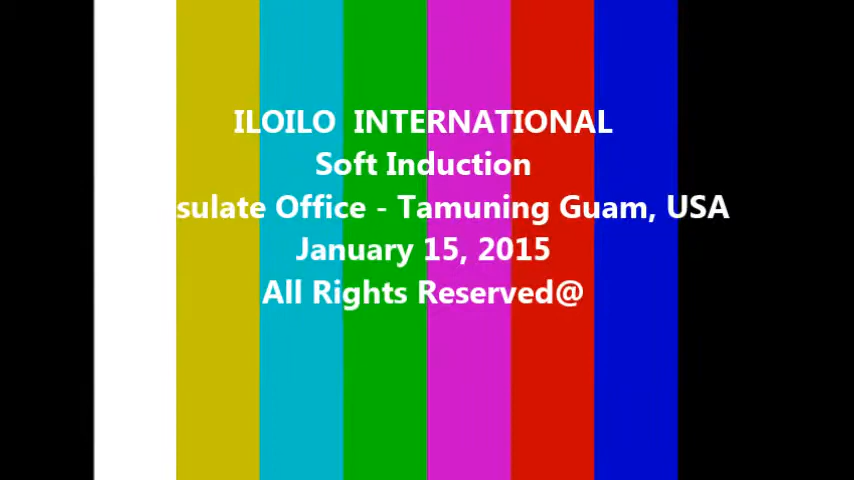 ILOILO INTERNATIONAL
Soft Induction
sulate Office - Tamuning Guam, USA
January 15, 2015
All Rights Reserved@